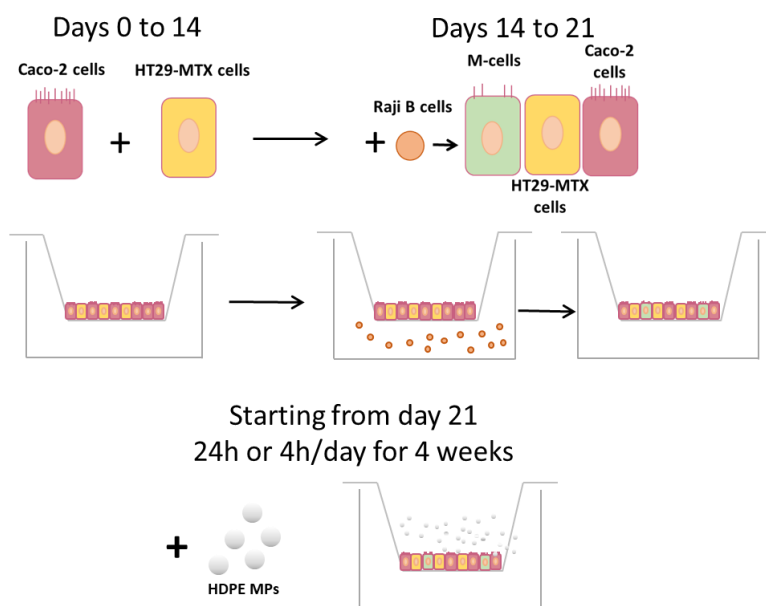 Days 0 to 14
Days 14 to 21
Caco-2 cells
HT29-MTX cells
+
Raji B cells
+
M-cells
Caco-2
cells
HT29-MTX
cells
Starting from day 21
24h or 4h/day for 4 weeks
+
HDPE MPs